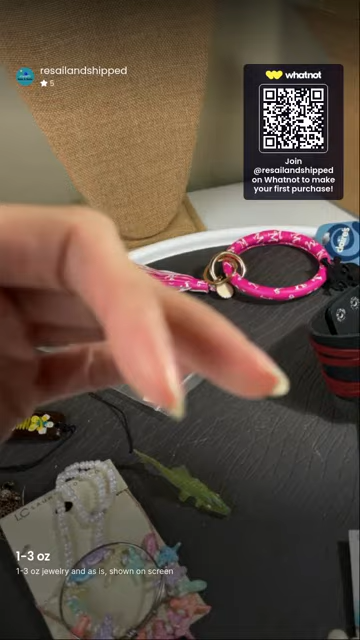 resailandshipped
★ 5
whatnot
Join
@resailandshipped
on Whatnot to make
your first purchase!
1-3 oz
1-3 oz jewelry and as is, shown on screen